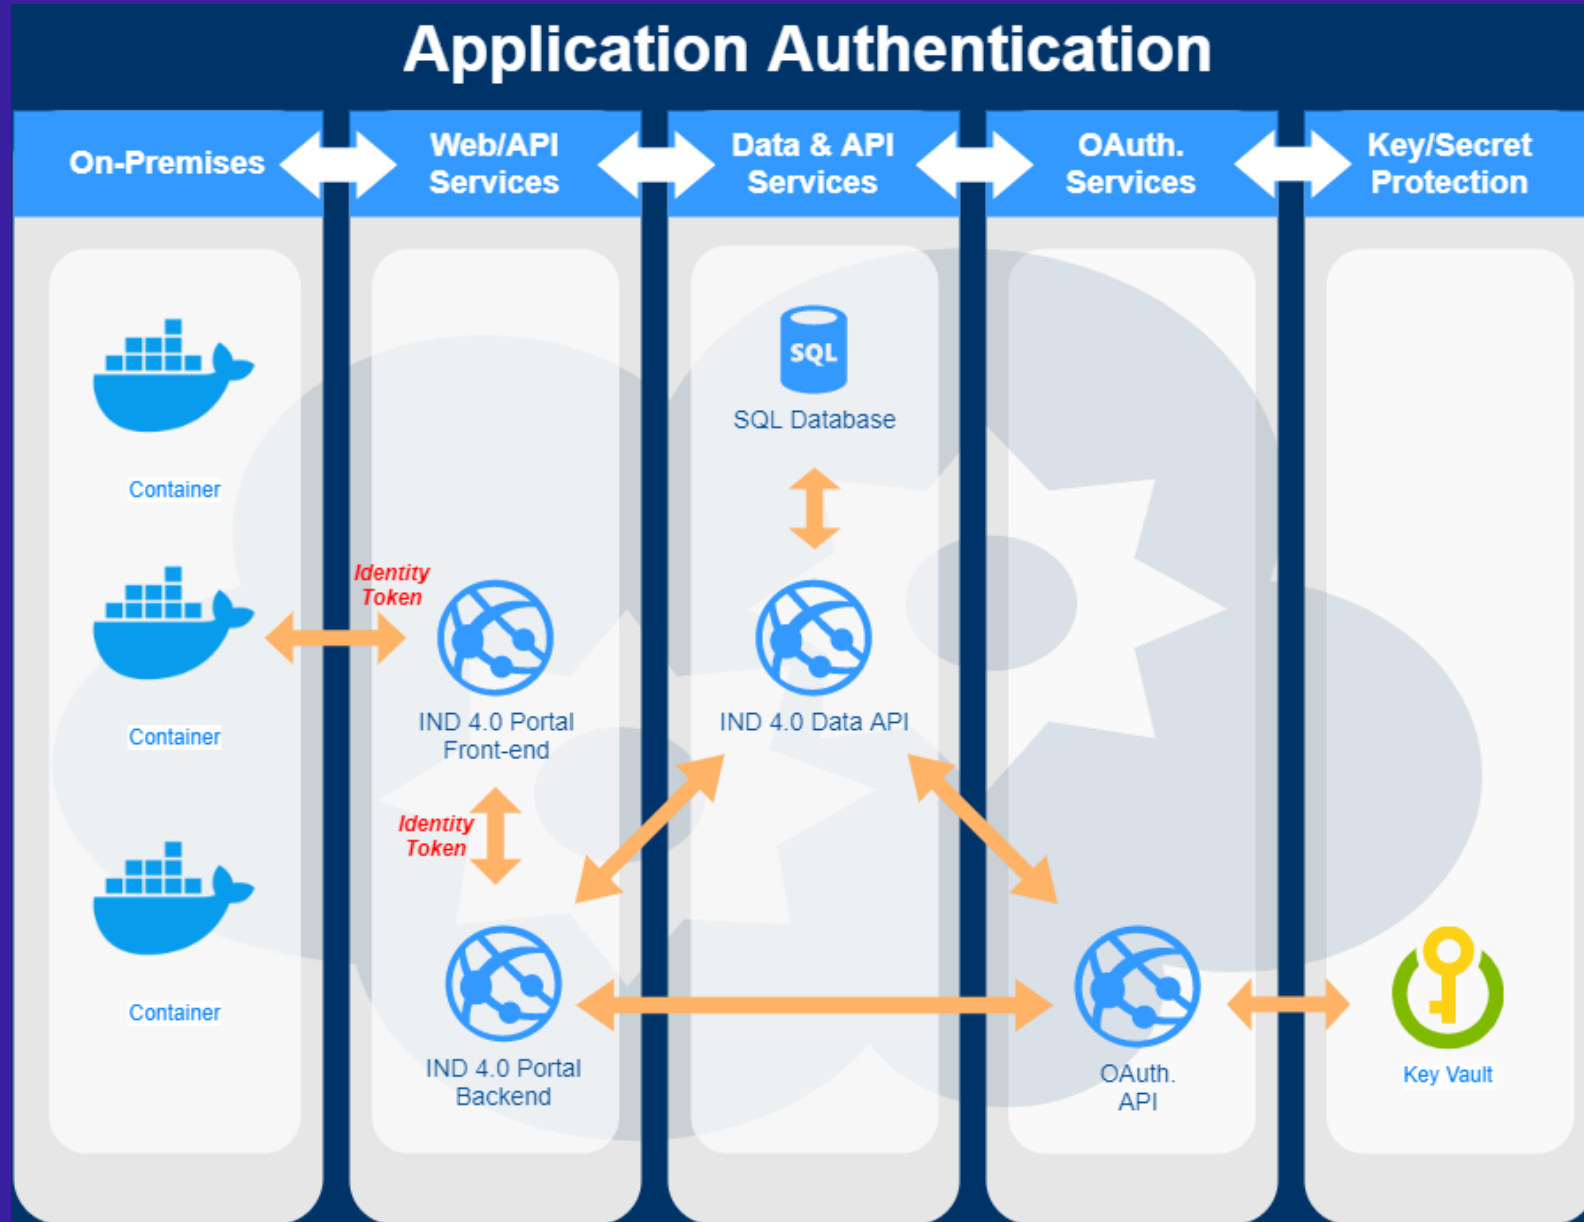 Application Authentication
On-Premises
Web/API
Services
Data & API
Services
OAuth.
Services
Key/Secret
Protection
Container
Container
Container
Identity
Token
IND 4.0 Portal
Front-end
Identity
Token
IND 4.0 Portal
Backend
SQL
SQL Database
IND 4.0 Data API
OAuth.
API
Key Vault